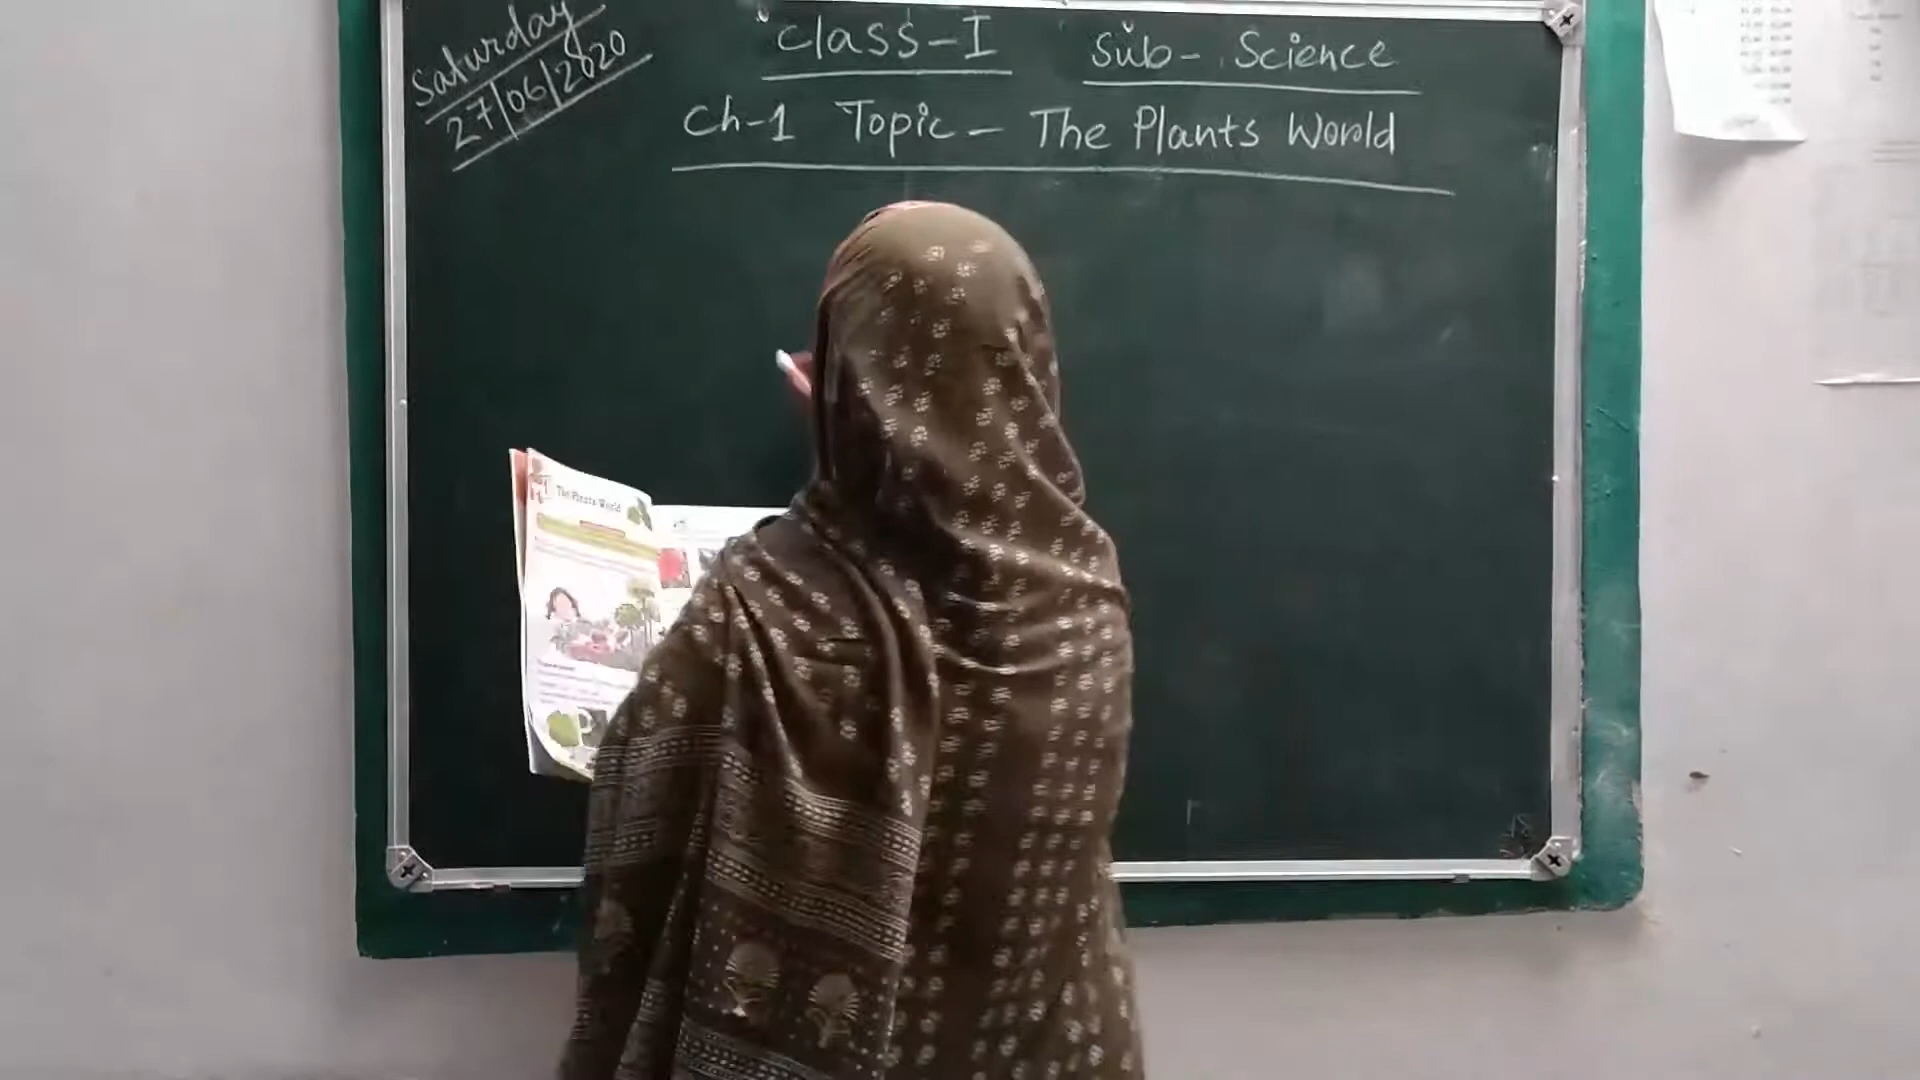 Saturday
27/06/2020
Class-I Sub- Science
Ch-1 Topic- The Plants World
The Plants World